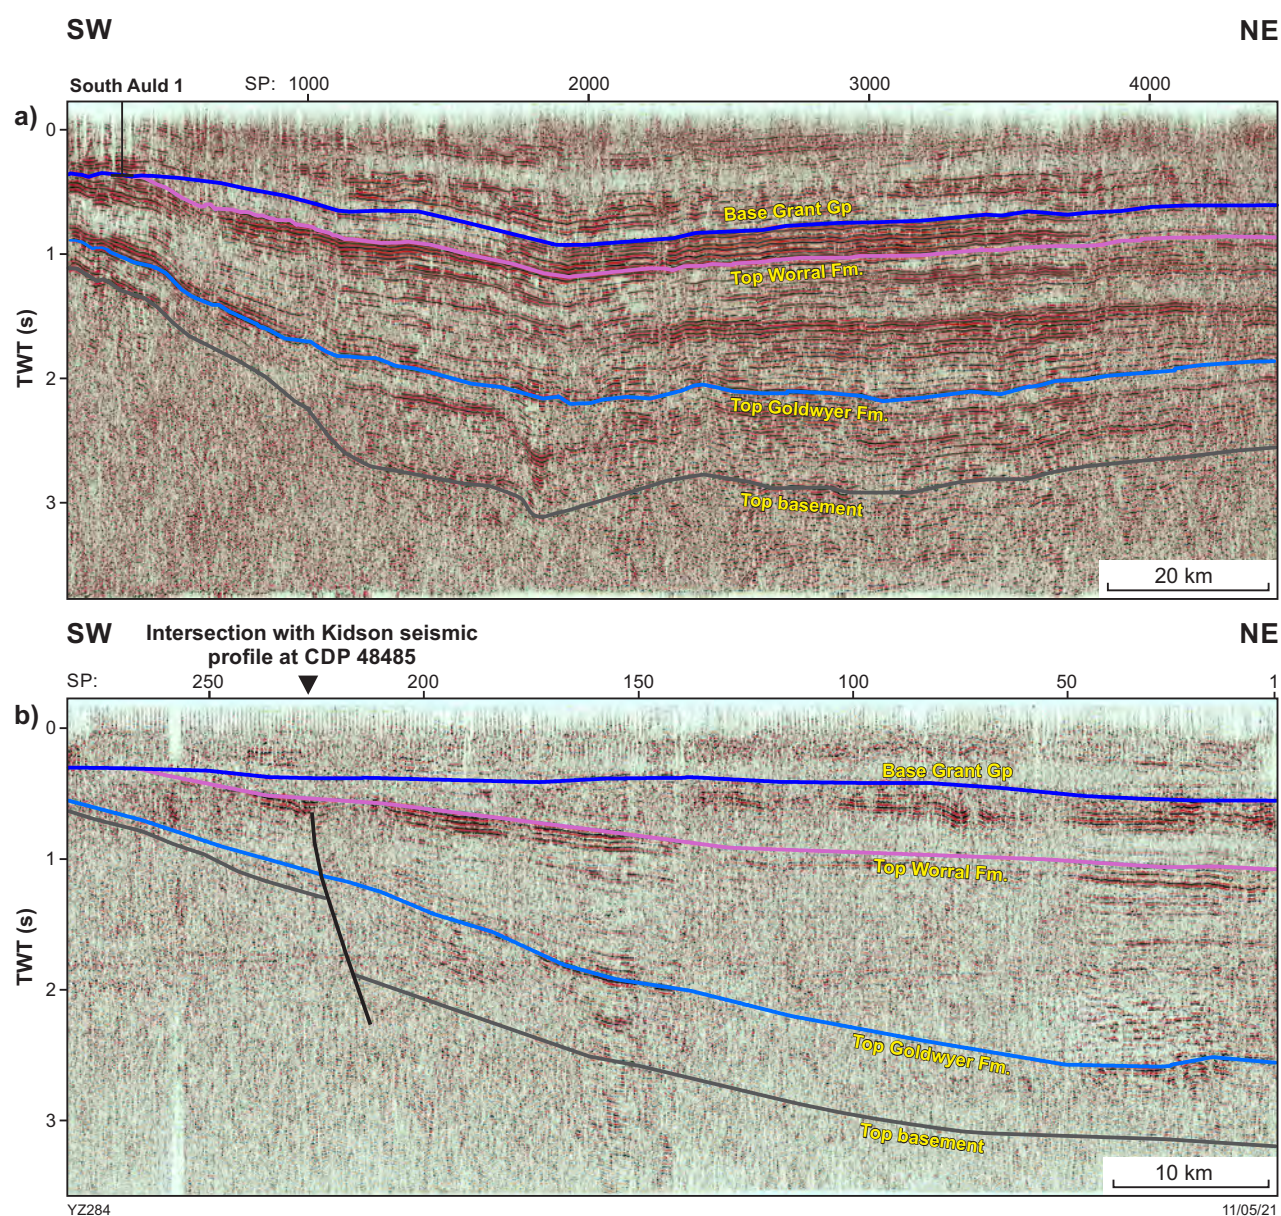 SW NE
South Auld 1 SP: 1000 2000 3000 4000
a)
0
1
2
3
TWT (s)
Base Grant Gp
Top Worral Fm.
Top Goldwyer Fm.
Top basement
20 km
SW Intersection with Kidson seismic NE
profile at CDP 48485
SP: 250 200 150 100 50 1
b)
0
1
2
3
TWT (s)
Base Grant Gp
Top Worral Fm.
Top Goldwyer Fm.
Top basement
10 km
YZ284 11/05/21